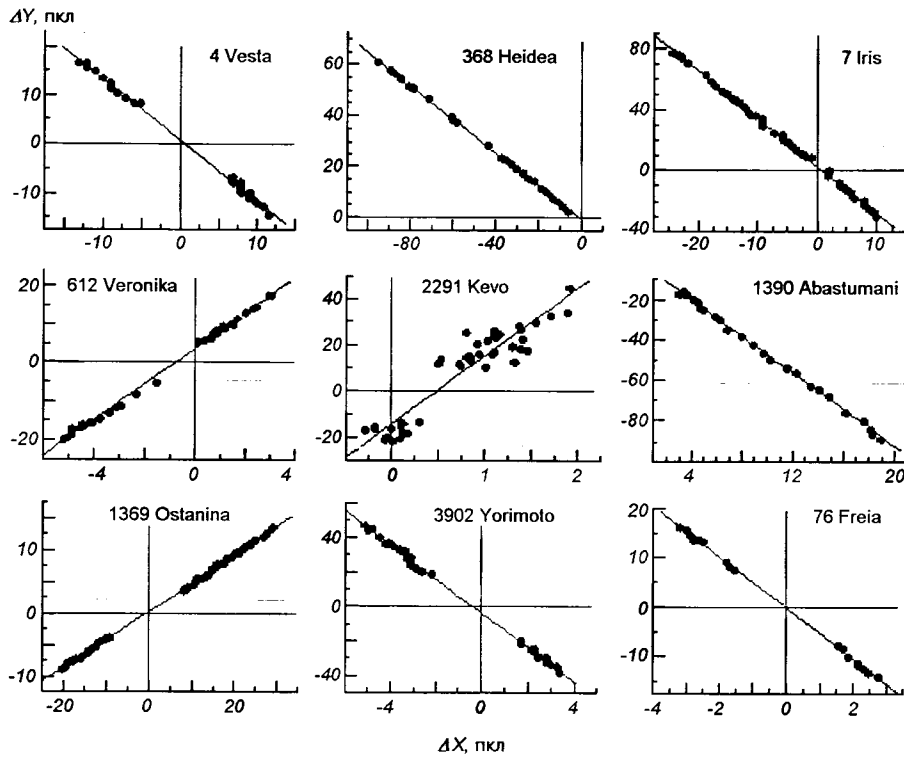 ΔY, пкл
4 Vesta
368 Heidea
7 Iris
10
0
-10
-10 0 10
60
40
20
0
-80 -40 0
80
40
0
-40
-20 -10 0 10
612 Veronika
2291 Kevo
1390 Abastumani
20
0
-20
-4 0 4
40
20
0
-20
0 1 2
-20
-40
-60
-80
4 8 12 16 20
1369 Ostanina
3902 Yorimoto
76 Freia
10
0
-10
-20 0 20
40
0
-40
-4 0 4
20
10
0
-10
-4 -2 0 2
ΔX, пкл